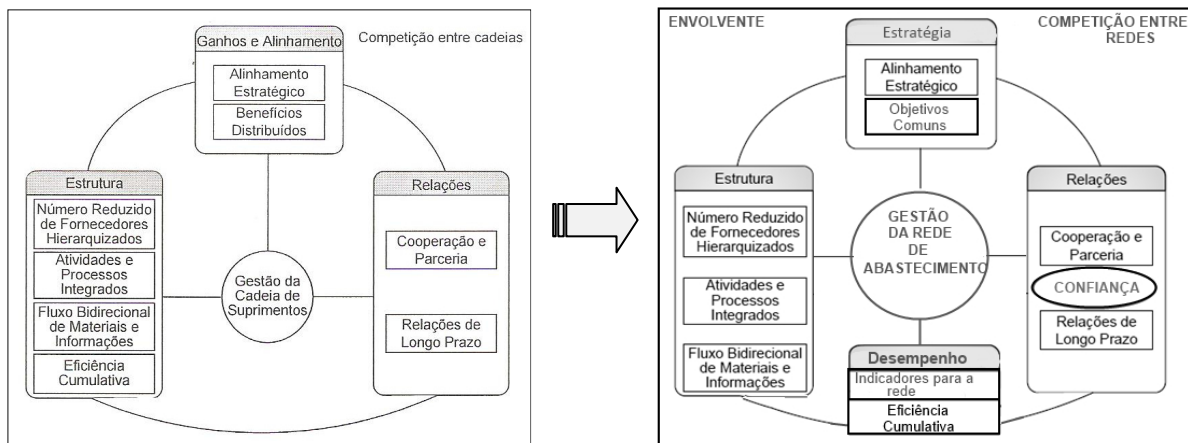 Ganhos e Alinhamento
Competição entre cadeias
Alinhamento
Estratégico
Benefícios
Distribuídos
Estrutura
Número Reduzido
de Fornecedores
Hierarquizados
Atividades e
Processos
Integrados
Fluxo Bidirecional
de Materiais e
Informações
Eficiência
Cumulativa
Gestão da
Cadeia de
Suprimentos
Relações
Cooperação e
Parceria
Relações de
Longo Prazo
ENVOLVENTE
COMPETIÇÃO ENTRE
REDES
Estratégia
Alinhamento
Estratégico
Objetivos
Comuns
Estrutura
Número Reduzido
de Fornecedores
Hierarquizados
Atividades e
Processos
Integrados
Fluxo Bidirecional
de Materiais e
Informações
GESTÃO
DA REDE
DE
ABASTECIMENTO
Relações
Cooperação e
Parceria
CONFIANÇA
Relações de
Longo Prazo
Desempenho
Indicadores para a
rede
Eficiência
Cumulativa